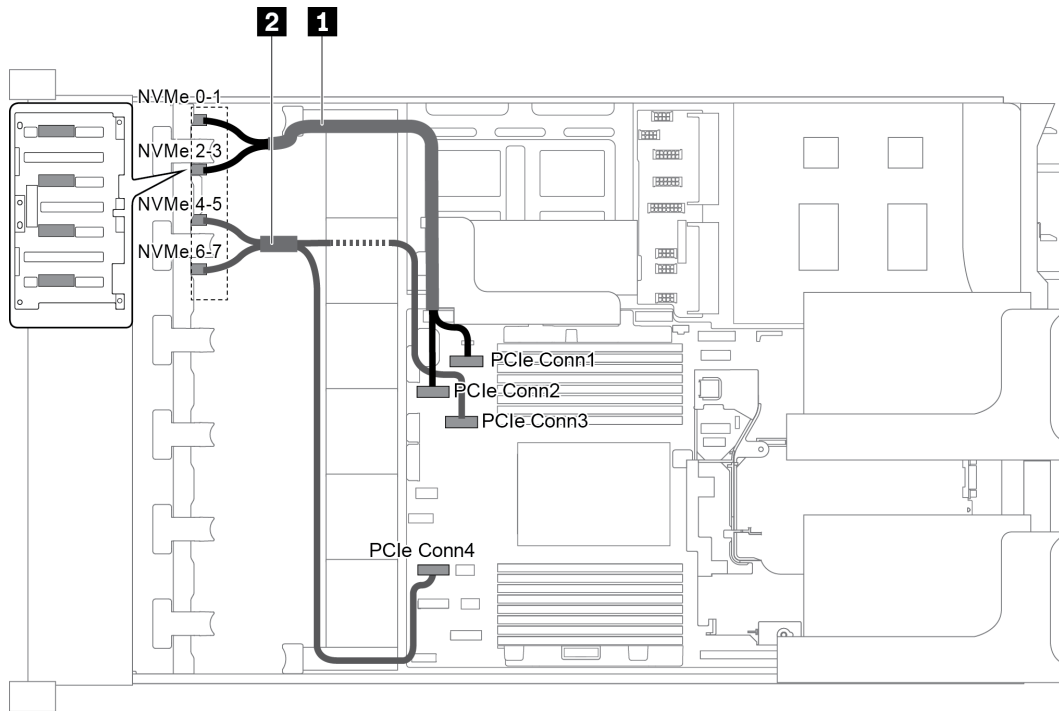 2 1
NVMe 0-1
NVMe 2-3
NVMe 4-5
NVMe 6-7
PCIe Conn1
PCIe Conn2
PCIe Conn3
PCIe Conn4